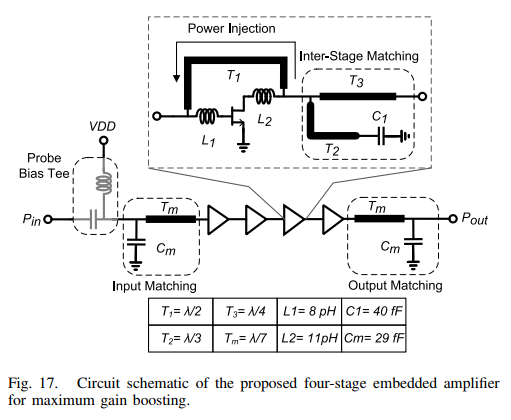 Power Injection
Inter-Stage Matching
T1
T3
L1
L2
C1
T2
VDD
Probe
Bias Tee
Pin
Tm
Cm
Tm
Cm
Pout
Input Matching
Output Matching
T1= λ/2 T3= λ/4 L1= 8 pH C1= 40 fF
T2= λ/3 Tm= λ/7 L2= 11pH Cm= 29 fF
Fig. 17. Circuit schematic of the proposed four-stage embedded amplifier
for maximum gain boosting.